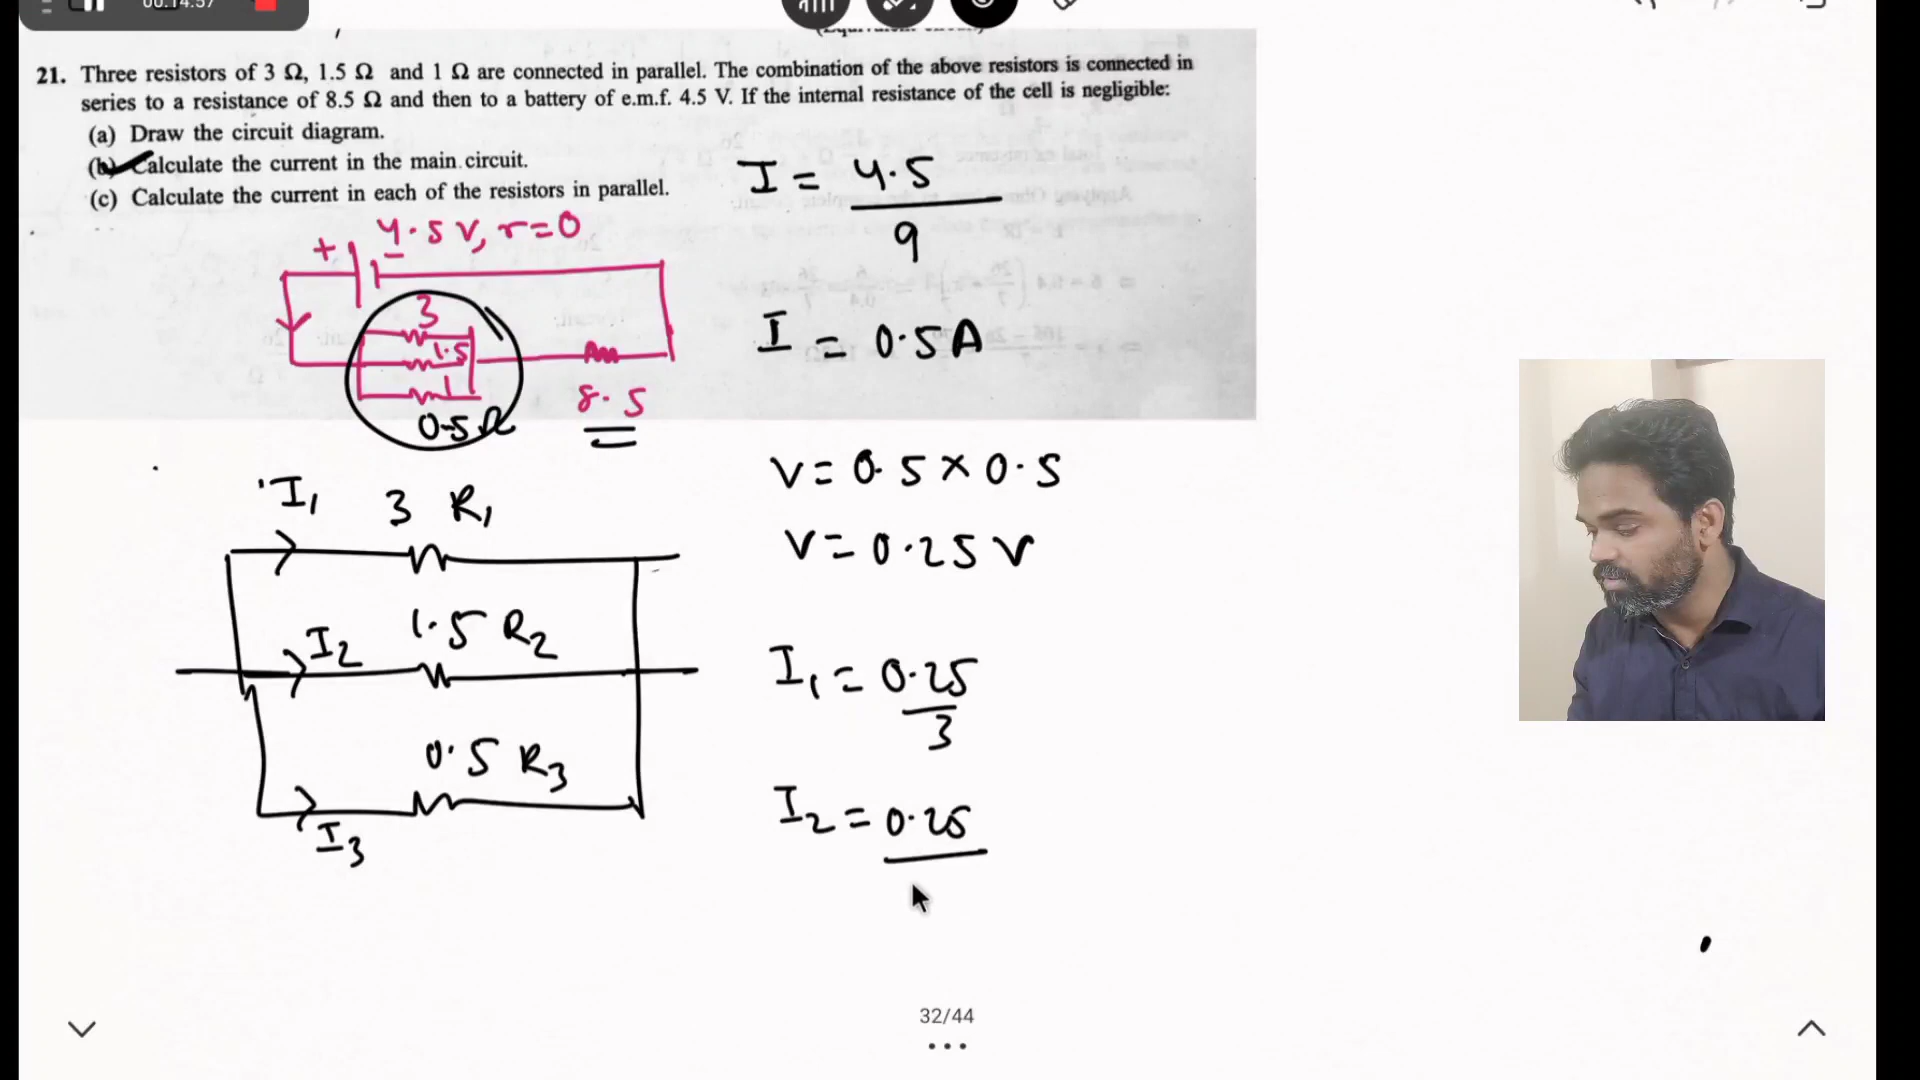 00:14:57
21. Three resistors of 3 Ω, 1.5 Ω and 1 Ω are connected in parallel. The combination of the above resistors is connected in
series to a resistance of 8.5 Ω and then to a battery of e.m.f. 4.5 V. If the internal resistance of the cell is negligible:
(a) Draw the circuit diagram.
(b) Calculate the current in the main circuit.
(c) Calculate the current in each of the resistors in parallel.
I = 4.5
9
+ 4.5 V, r=0
3
1.5
1
0.5Ω
8.5
I = 0.5A
V = 0.5 × 0.5
V = 0.25 V
I1 3 R1
I2 1.5 R2
0.5 R3
I3
I1 = 0.25
3
I2 = 0.25
32/44